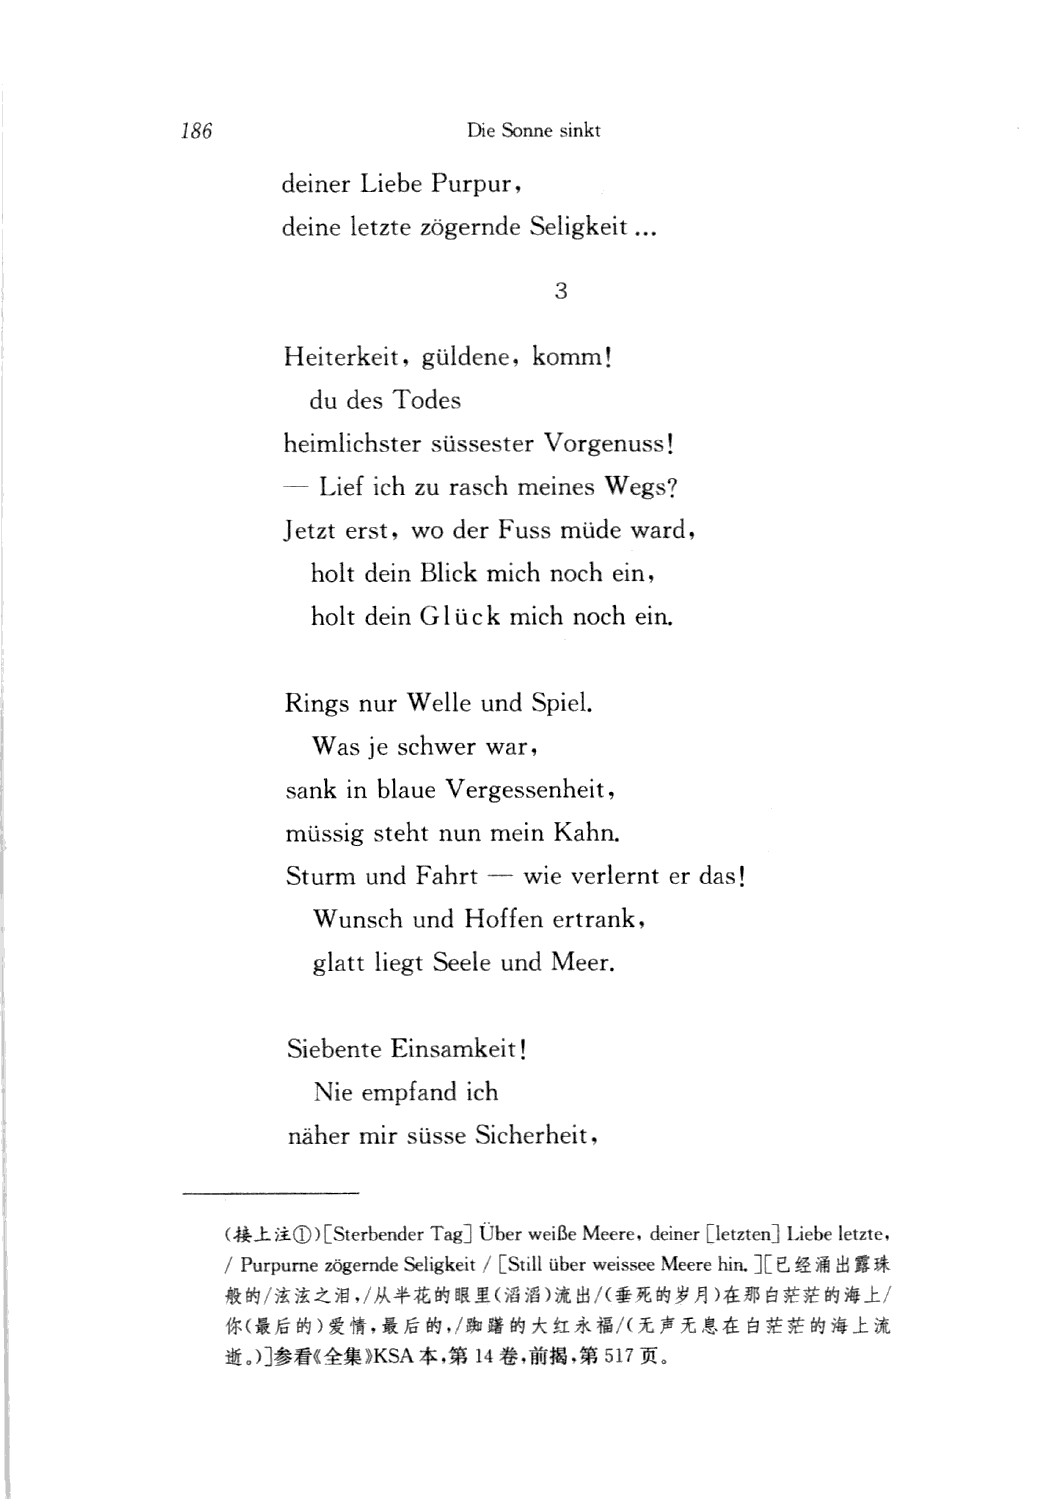 186
Die Sonne sinkt
deiner Liebe Purpur,
deine letzte zögernde Seligkeit ...
3
Heiterkeit, güldene, komm!
du des Todes
heimlichster süssester Vorgenuss!
— Lief ich zu rasch meines Wegs?
Jetzt erst, wo der Fuss müde ward,
holt dein Blick mich noch ein,
holt dein Glück mich noch ein.
Rings nur Welle und Spiel.
Was je schwer war,
sank in blaue Vergessenheit,
müssig steht nun mein Kahn.
Sturm und Fahrt — wie verlernt er das!
Wunsch und Hoffen ertrank,
glatt liegt Seele und Meer.
Siebente Einsamkeit!
Nie empfand ich
näher mir süsse Sicherheit,
(接上注①)[Sterbender Tag] Über weiße Meere, deiner [letzten] Liebe letzte,
/ Purpurne zögernde Seligkeit / [Still über weissee Meere hin. ][已经涌出露珠
般的/泫泫之泪,/从半花的眼里(滔滔)流出/(垂死的岁月)在那白茫茫的海上/
你(最后的)爱情,最后的,/踟躇的大红永福/(无声无息在白茫茫的海上流
逝。)]参看《全集》KSA 本,第 14 卷,前揭,第 517 页。